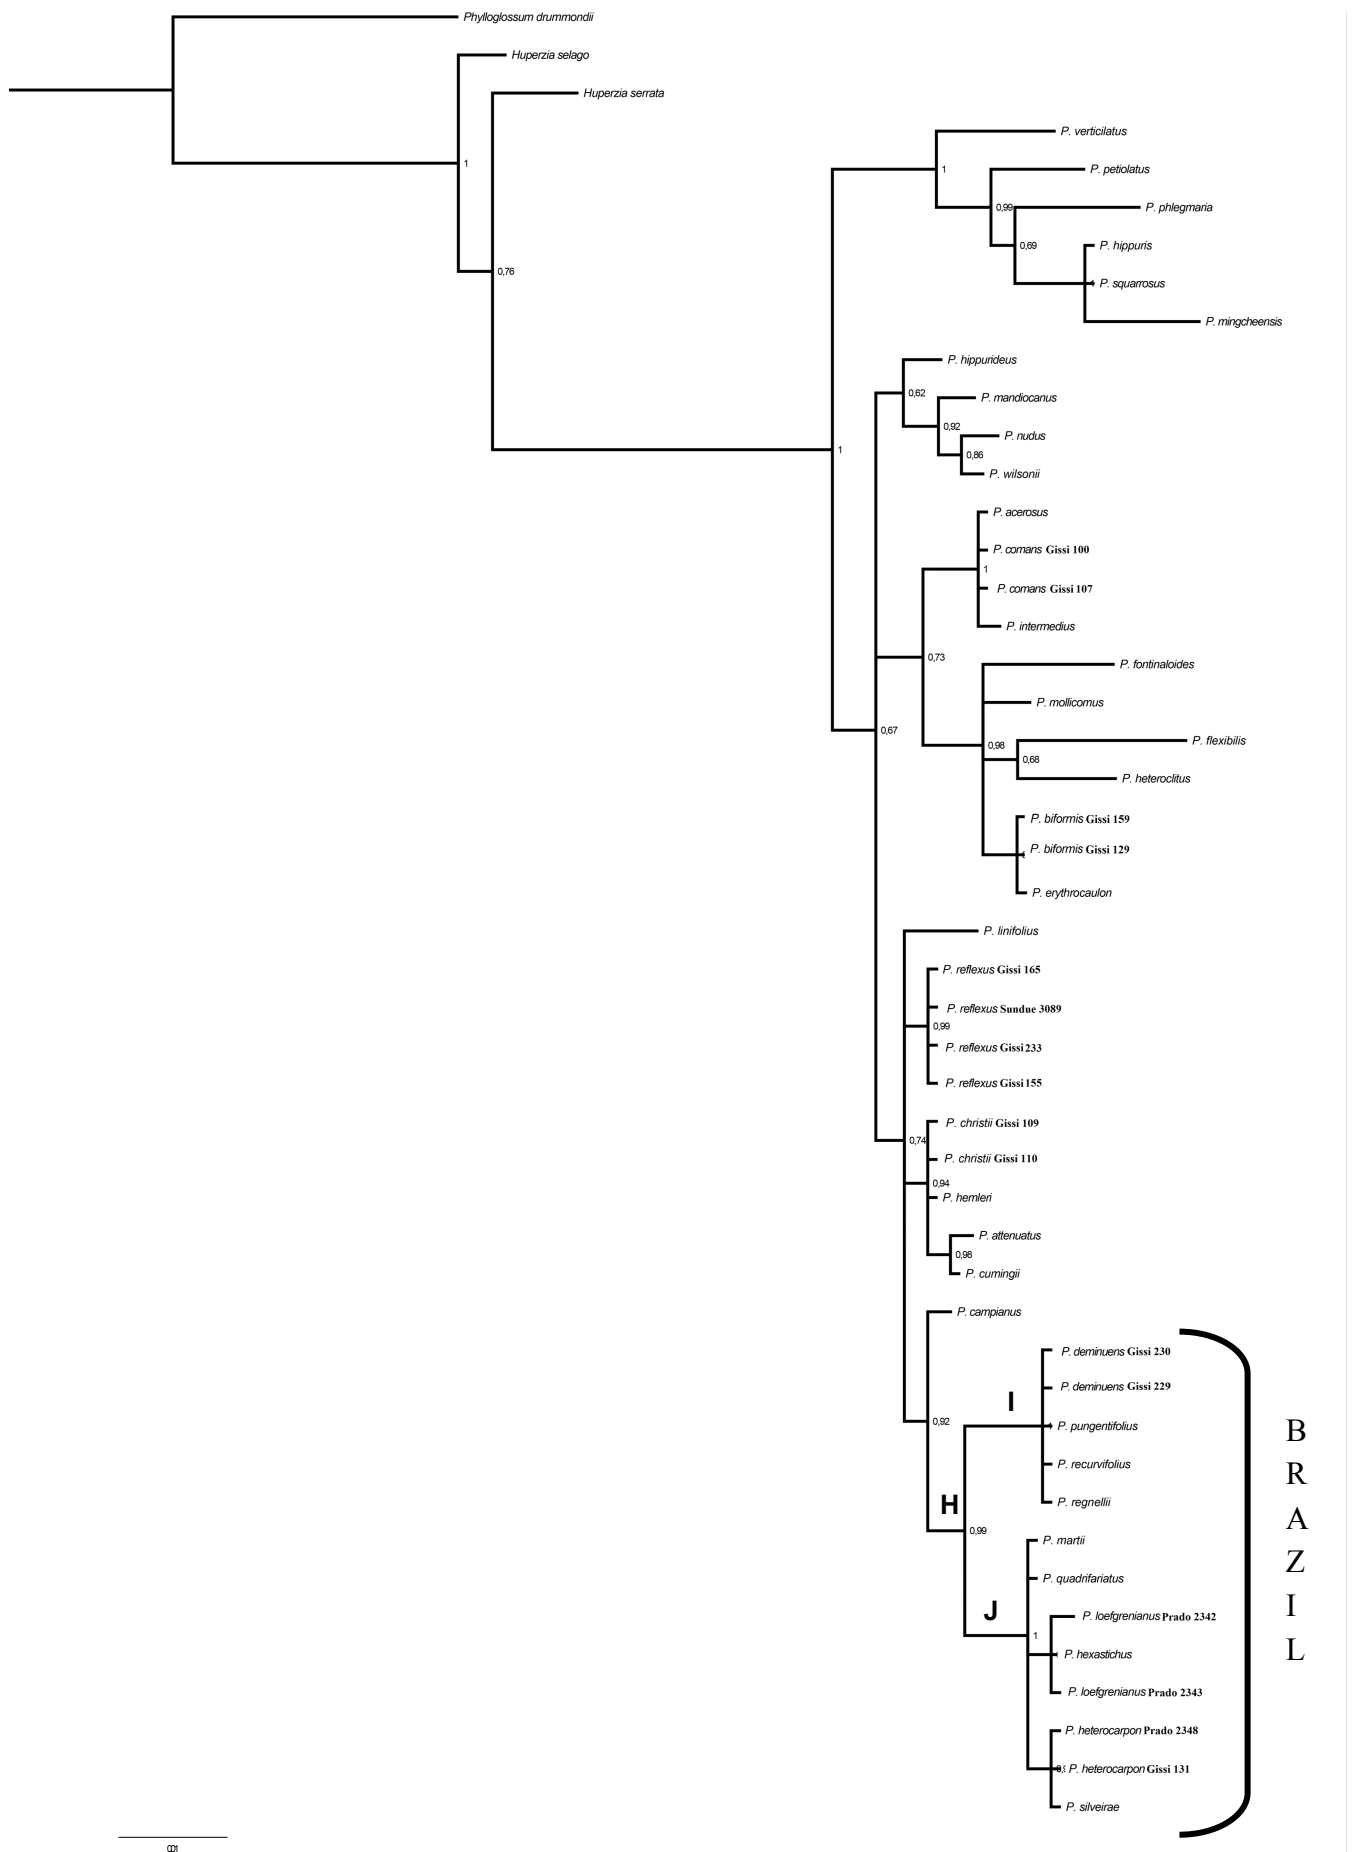 Phylloglossum drummondii
Huperzia selago
Huperzia serrata
P. verticilatus
1
P. petiolatus
1
0,99
P. phlegmaria
0,69
P. hippuris
0,76
P. squarrosus
P. mingcheensis
P. hippurideus
0,62
P. mandiocanus
0,92
P. nudus
1
0,86
P. wilsonii
P. acerosus
P. comans Gissi 100
1
P. comans Gissi 107
P. intermedius
0,73
P. fontinaloides
P. mollicomus
0,67
P. flexibilis
0,98
0,68
P. heteroclitus
P. biformis Gissi 159
P. biformis Gissi 129
P. erythrocaulon
P. linifolius
P. reflexus Gissi 165
P. reflexus Sundue 3089
0,99
P. reflexus Gissi 233
P. reflexus Gissi 155
P. christii Gissi 109
0,74
P. christii Gissi 110
0,94
P. hemleri
P. attenuatus
0,98
P. cumingii
P. campianus
P. deminuens Gissi 230
P. deminuens Gissi 229
I
0,92
P. pungentifolius
P. recurvifolius
P. regnellii
H
0,99
P. martii
P. quadrifariatus
J
P. loefgrenianus Prado 2342
1
P. hexastichus
P. loefgrenianus Prado 2343
P. heterocarpon Prado 2348
P. heterocarpon Gissi 131
P. silveirae
B
R
A
Z
I
L
0.01